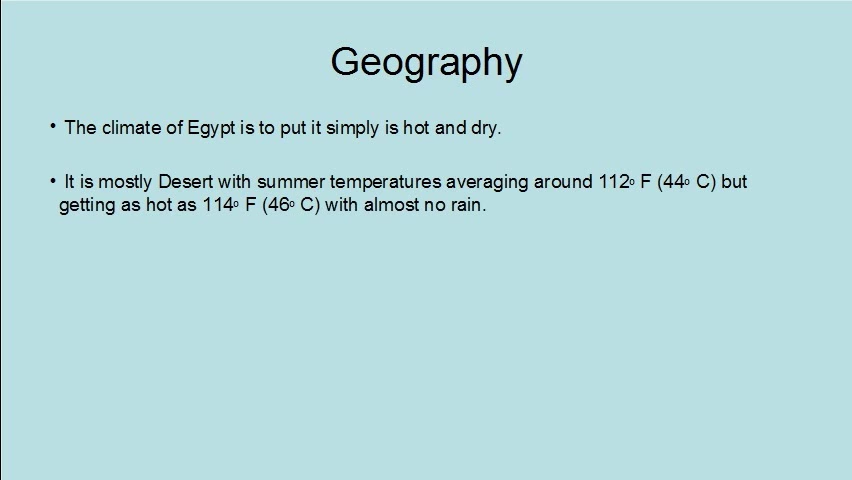 Geography
• The climate of Egypt is to put it simply is hot and dry.
• It is mostly Desert with summer temperatures averaging around 112o F (44o C) but
getting as hot as 114o F (46o C) with almost no rain.